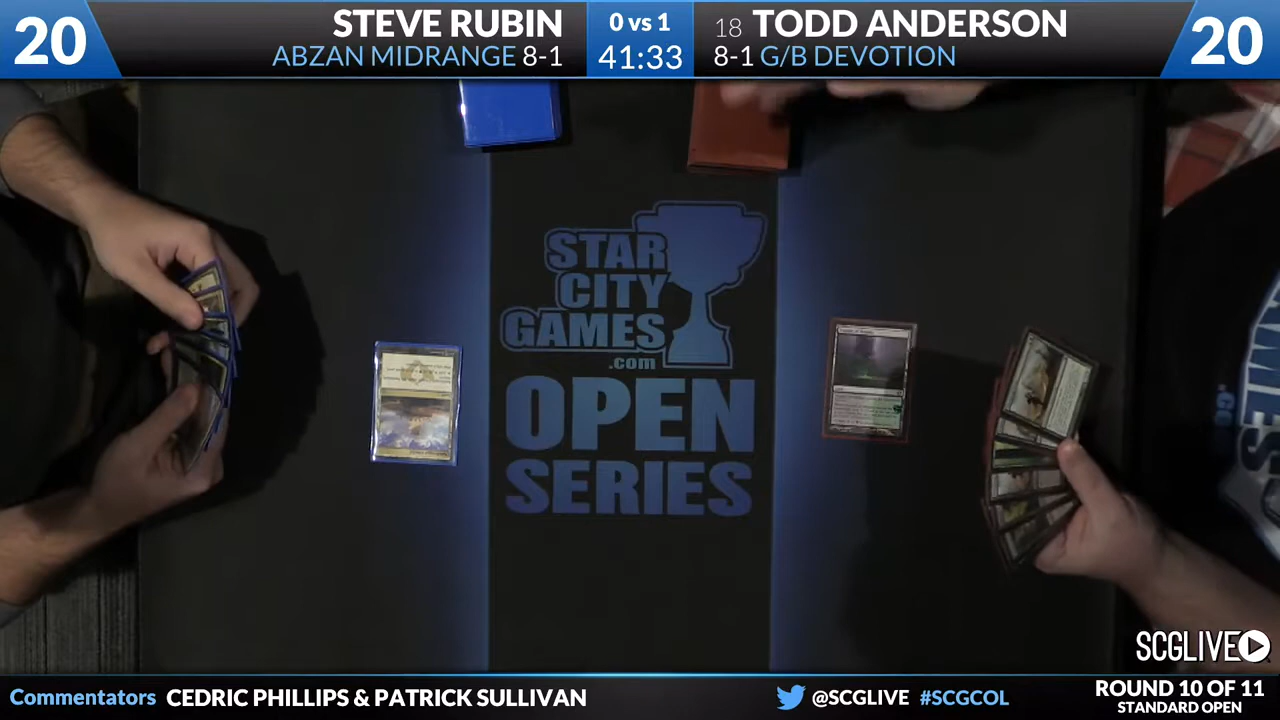 20
STEVE RUBIN
ABZAN MIDRANGE 8-1
0 vs 1
41:33
18 TODD ANDERSON
8-1 G/B DEVOTION
20
STAR
CITY
GAMES
.com
OPEN
SERIES
SCGLIVE
Commentators CEDRIC PHILLIPS & PATRICK SULLIVAN
@SCGLIVE #SCGCOL
ROUND 10 OF 11
STANDARD OPEN